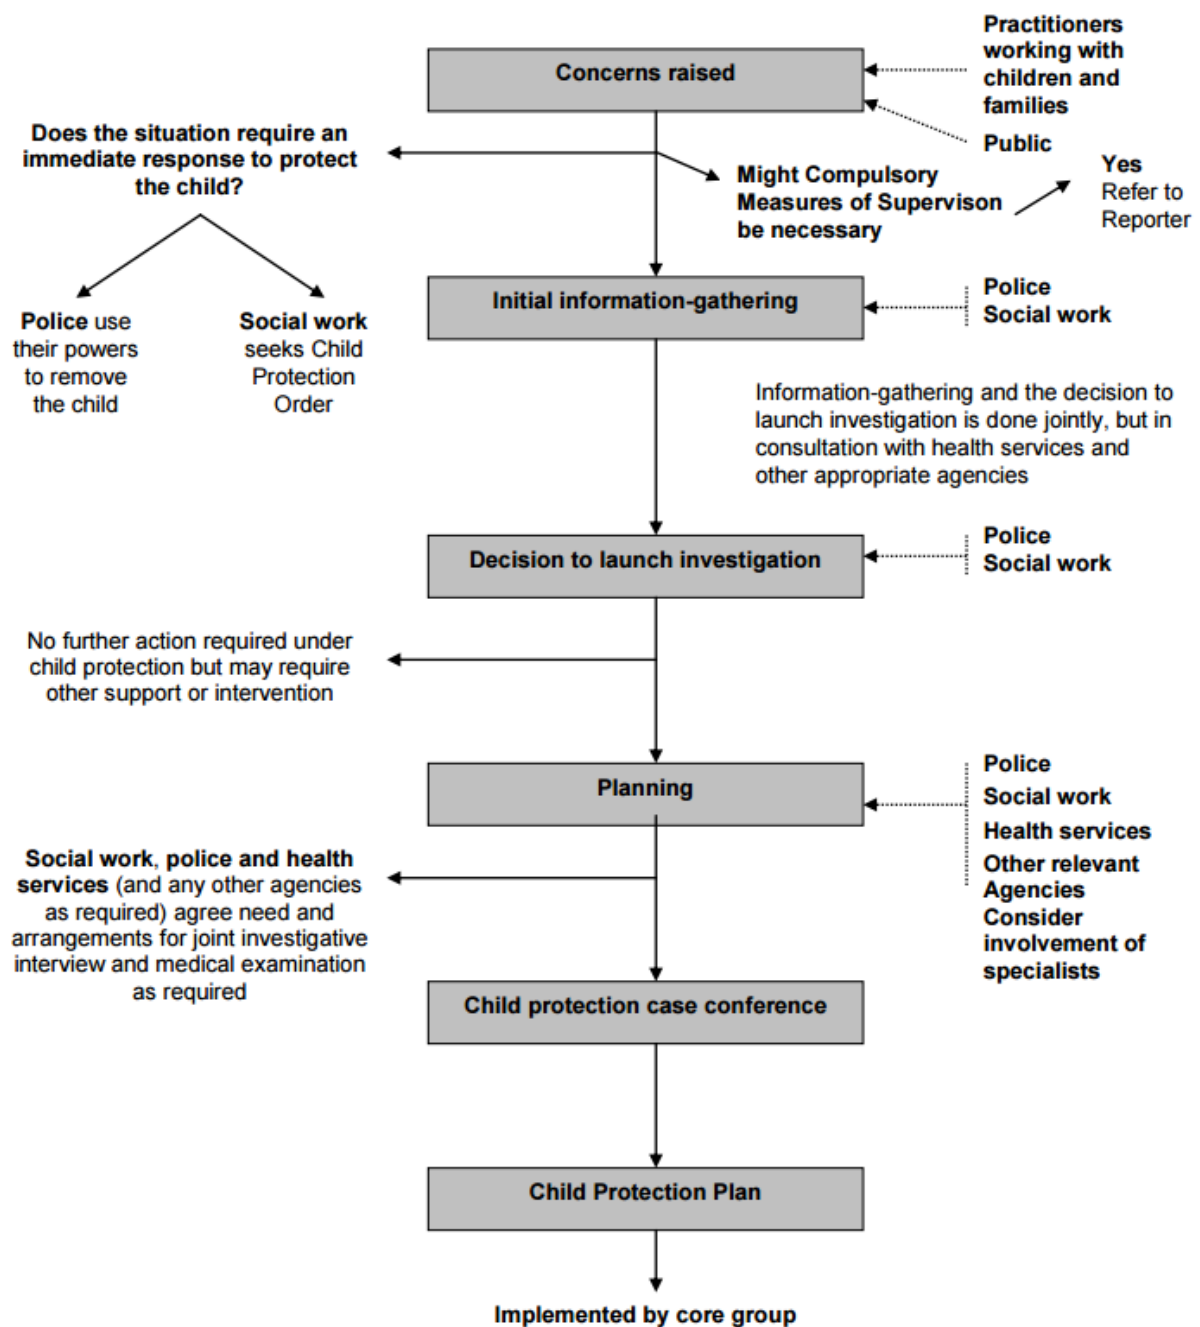 Practitioners
working with
children and
families
Concerns raised
Public
Does the situation require an
immediate response to protect
the child?
Might Compulsory
Measures of Supervison
be necessary
Yes
Refer to
Reporter
Police use
their powers
to remove
the child
Social work
seeks Child
Protection
Order
Initial information-gathering
Police
Social work
Information-gathering and the decision to
launch investigation is done jointly, but in
consultation with health services and
other appropriate agencies
Decision to launch investigation
Police
Social work
No further action required under
child protection but may require
other support or intervention
Planning
Police
Social work
Health services
Other relevant
Agencies
Consider
involvement of
specialists
Social work, police and health
services (and any other agencies
as required) agree need and
arrangements for joint investigative
interview and medical examination
as required
Child protection case conference
Child Protection Plan
Implemented by core group